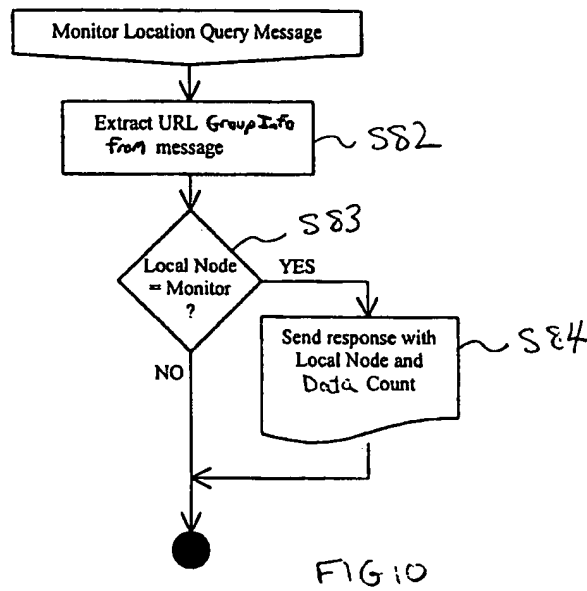 Monitor Location Query Message
Extract URL GroupInfo
from message
S82
S83
Local Node
= Monitor
?
YES
NO
Send response with
Local Node and
Data Count
S84
FIG 10